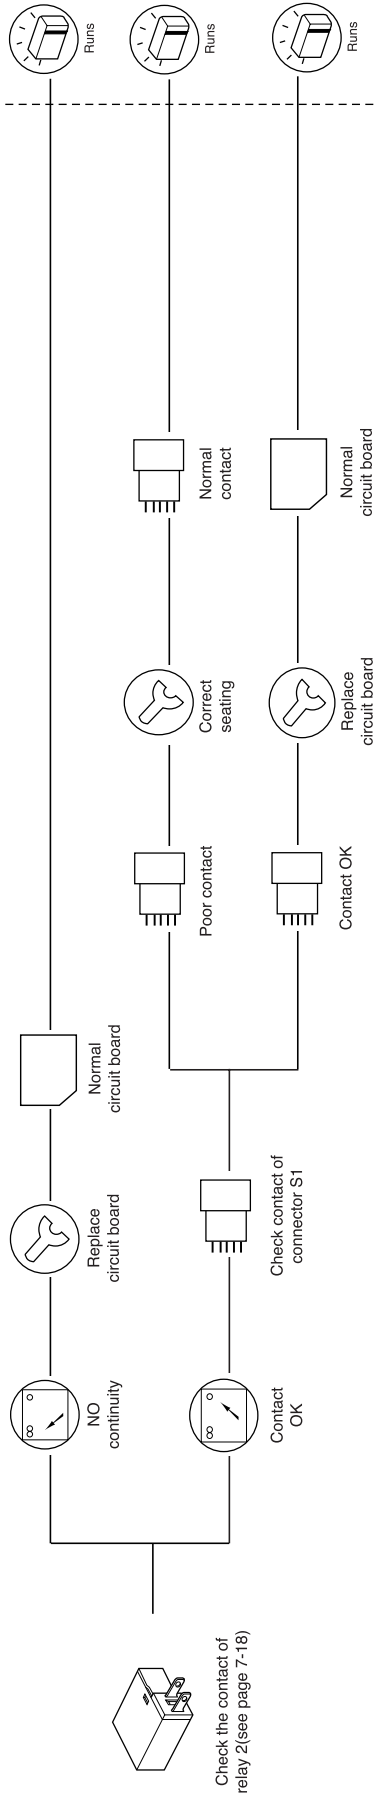 Check the contact of
relay 2(see page 7-18)
NO
continuity
Replace
circuit board
Normal
circuit board
Runs
Contact
OK
Check contact of
connector S1
Poor contact
Correct
seating
Normal
contact
Runs
Contact OK
Replace
circuit board
Normal
circuit board
Runs